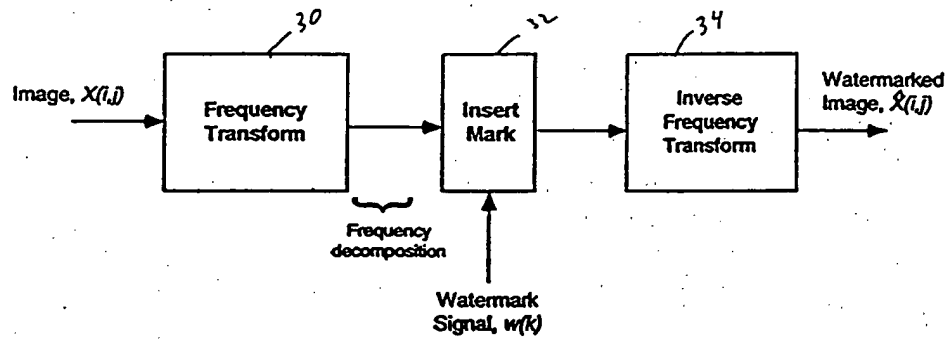 30
32
34
Image, X(i,j)
Frequency
Transform
Insert
Mark
Inverse
Frequency
Transform
Watermarked
Image, X̂(i,j)
Frequency
decomposition
Watermark
Signal, w(k)